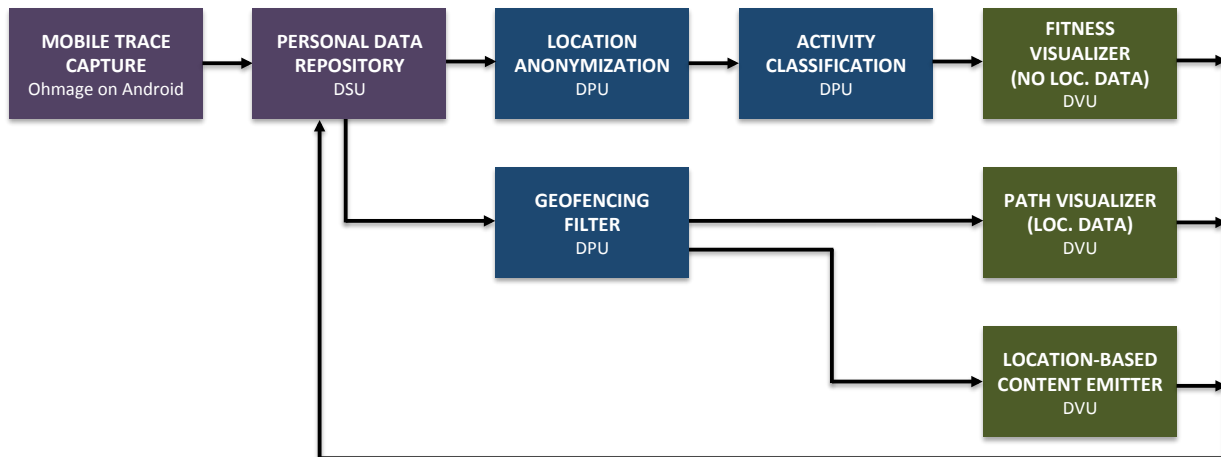 MOBILE TRACE
CAPTURE
Ohmage on Android
PERSONAL DATA
REPOSITORY
DSU
LOCATION
ANONYMIZATION
DPU
ACTIVITY
CLASSIFICATION
DPU
FITNESS
VISUALIZER
(NO LOC. DATA)
DVU
GEOFENCING
FILTER
DPU
PATH VISUALIZER
(LOC. DATA)
DVU
LOCATION-BASED
CONTENT EMITTER
DVU